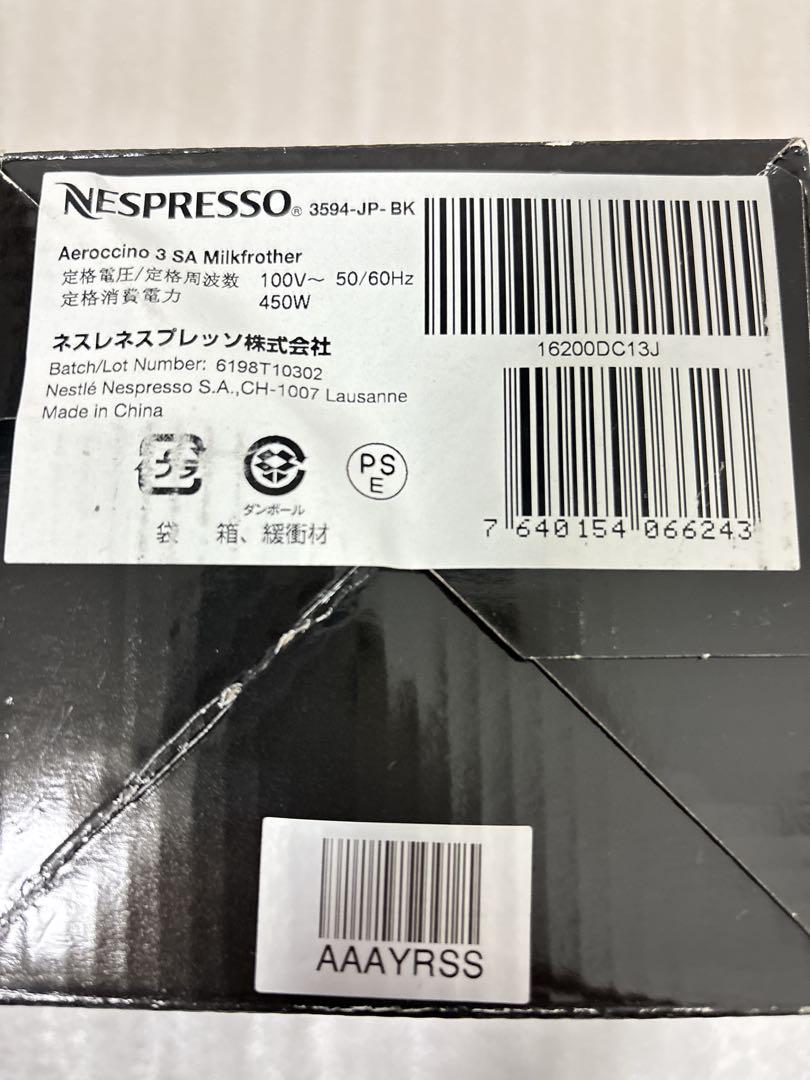 NESPRESSO® 3594-JP-BK
Aeroccino 3 SA Milkfrother
定格電圧/定格周波数 100V～ 50/60Hz
定格消費電力 450W
ネスレネスプレッソ株式会社
Batch/Lot Number: 6198T10302
Nestlé Nespresso S.A.,CH-1007 Lausanne
Made in China
16200DC13J
プラ
PS
E
ダンボール
袋 箱、緩衝材
7 640154 066243
AAAYRSS